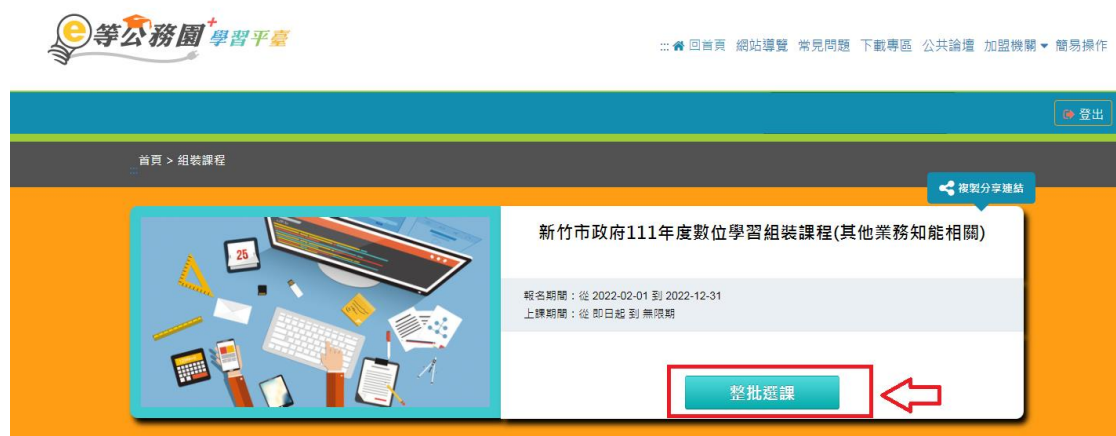 e等公務園+學習平臺
::: 回首頁 網站導覽 常見問題 下載專區 公共論壇 加盟機關 簡易操作
登出
首頁 > 組裝課程
:::
複製分享連結
25
新竹市政府111年度數位學習組裝課程(其他業務知能相關)
報名期間：從 2022-02-01 到 2022-12-31
上課期間：從 即日起 到 無限期
整批選課